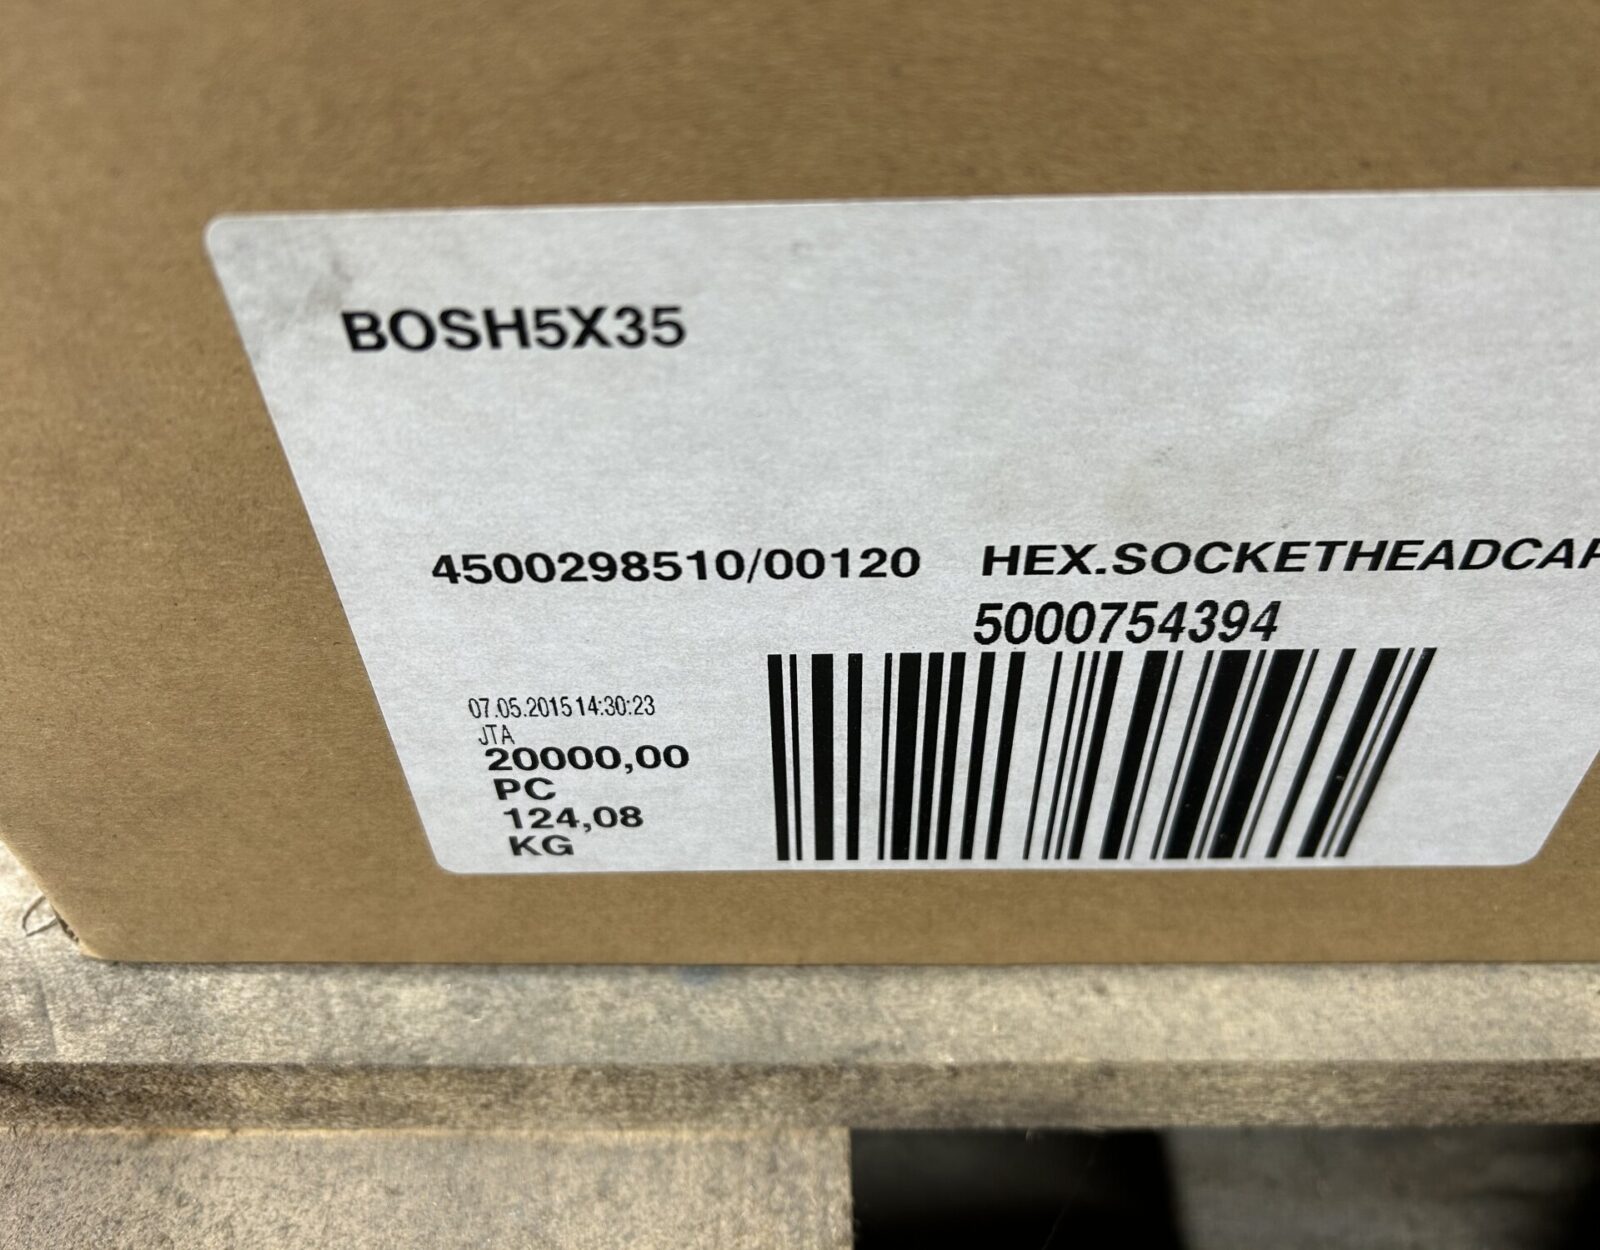 BOSH5X35
4500298510/00120 HEX.SOCKETHEADCAP
5000754394
07.05.2015 14:30:23
JTA
20000,00
PC
124,08
KG